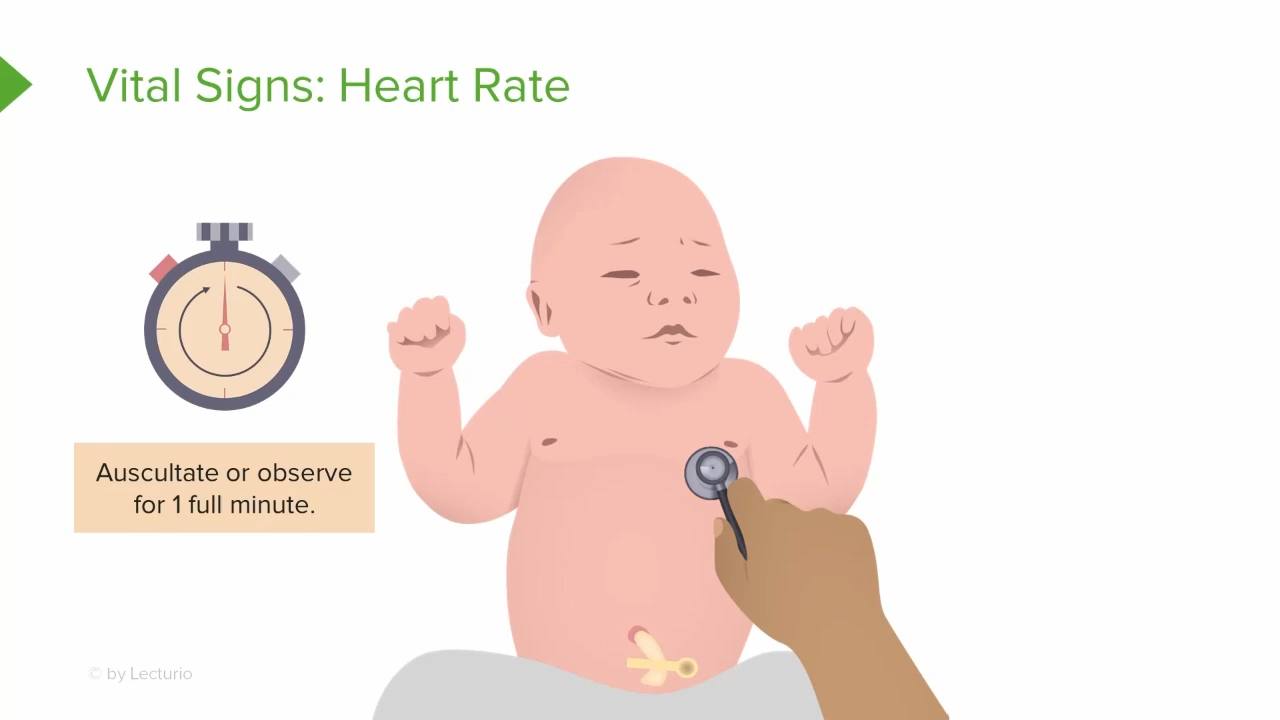 Vital Signs: Heart Rate
Auscultate or observe
for 1 full minute.
© by Lecturio